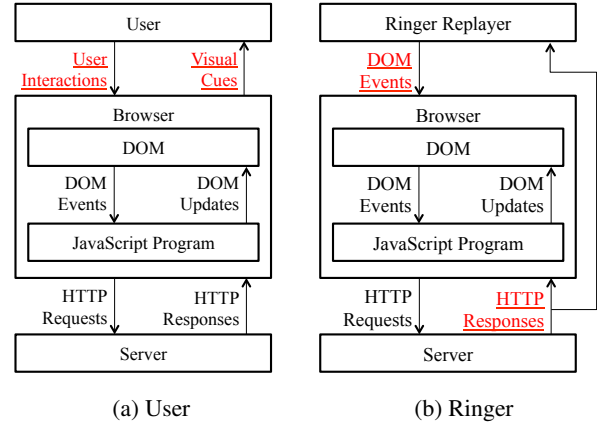 User
User
Interactions
Visual
Cues
Browser
DOM
DOM
Events
DOM
Updates
JavaScript Program
HTTP
Requests
HTTP
Responses
Server
(a) User
Ringer Replayer
DOM
Events
Browser
DOM
DOM
Events
DOM
Updates
JavaScript Program
HTTP
Requests
HTTP
Responses
Server
(b) Ringer